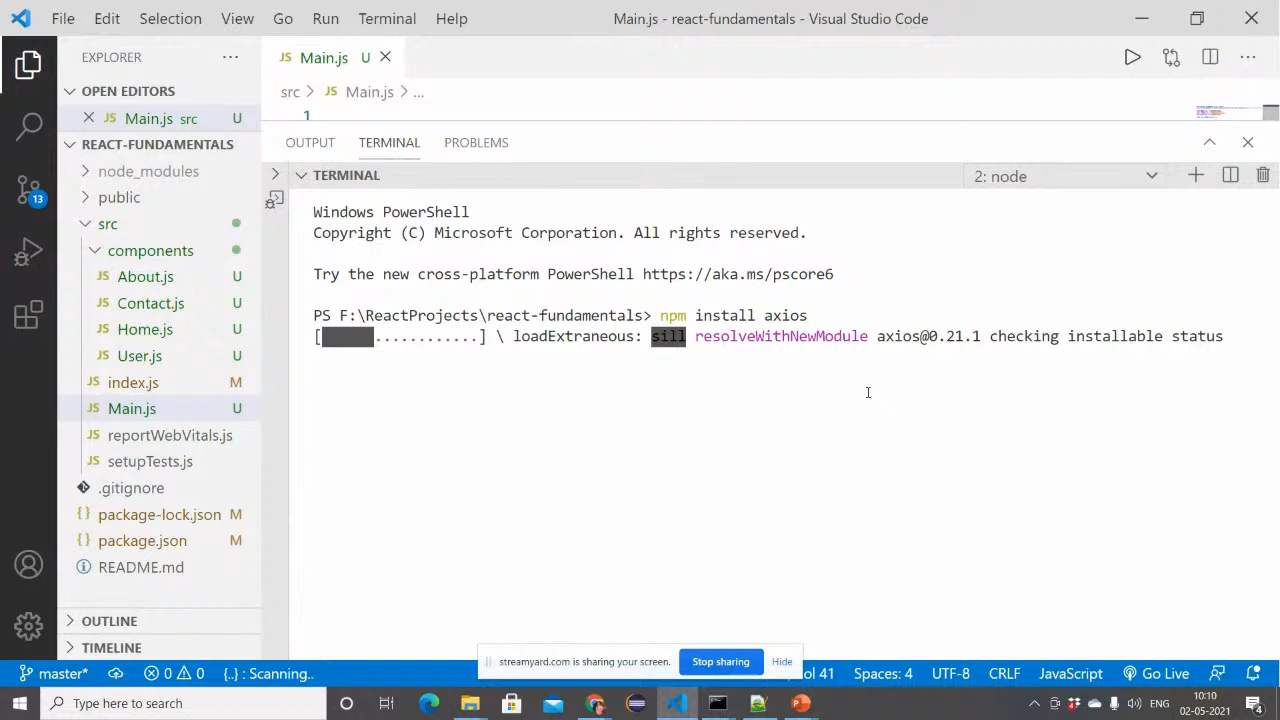 File Edit Selection View Go Run Terminal Help Main.js - react-fundamentals - Visual Studio Code
EXPLORER ...
JS Main.js U
OPEN EDITORS
src > JS Main.js > ...
JS Main.js src U
1
REACT-FUNDAMENTALS
OUTPUT TERMINAL PROBLEMS
node_modules
TERMINAL
2: node
public
src
components
JS About.js U
JS Contact.js U
JS Home.js U
JS User.js U
JS index.js M
JS Main.js U
JS reportWebVitals.js
JS setupTests.js
.gitignore
{} package-lock.json M
{} package.json M
README.md
OUTLINE
TIMELINE
13
Windows PowerShell
Copyright (C) Microsoft Corporation. All rights reserved.
Try the new cross-platform PowerShell https://aka.ms/pscore6
PS F:\ReactProjects\react-fundamentals> npm install axios
[ ............] \ loadExtraneous: sill resolveWithNewModule axios@0.21.1 checking installable status
streamyard.com is sharing your screen. Stop sharing Hide
master* 0 0 {..} : Scanning.. ol 41 Spaces: 4 UTF-8 CRLF JavaScript Go Live
Type here to search
ENG
10:10
02-05-2021
4